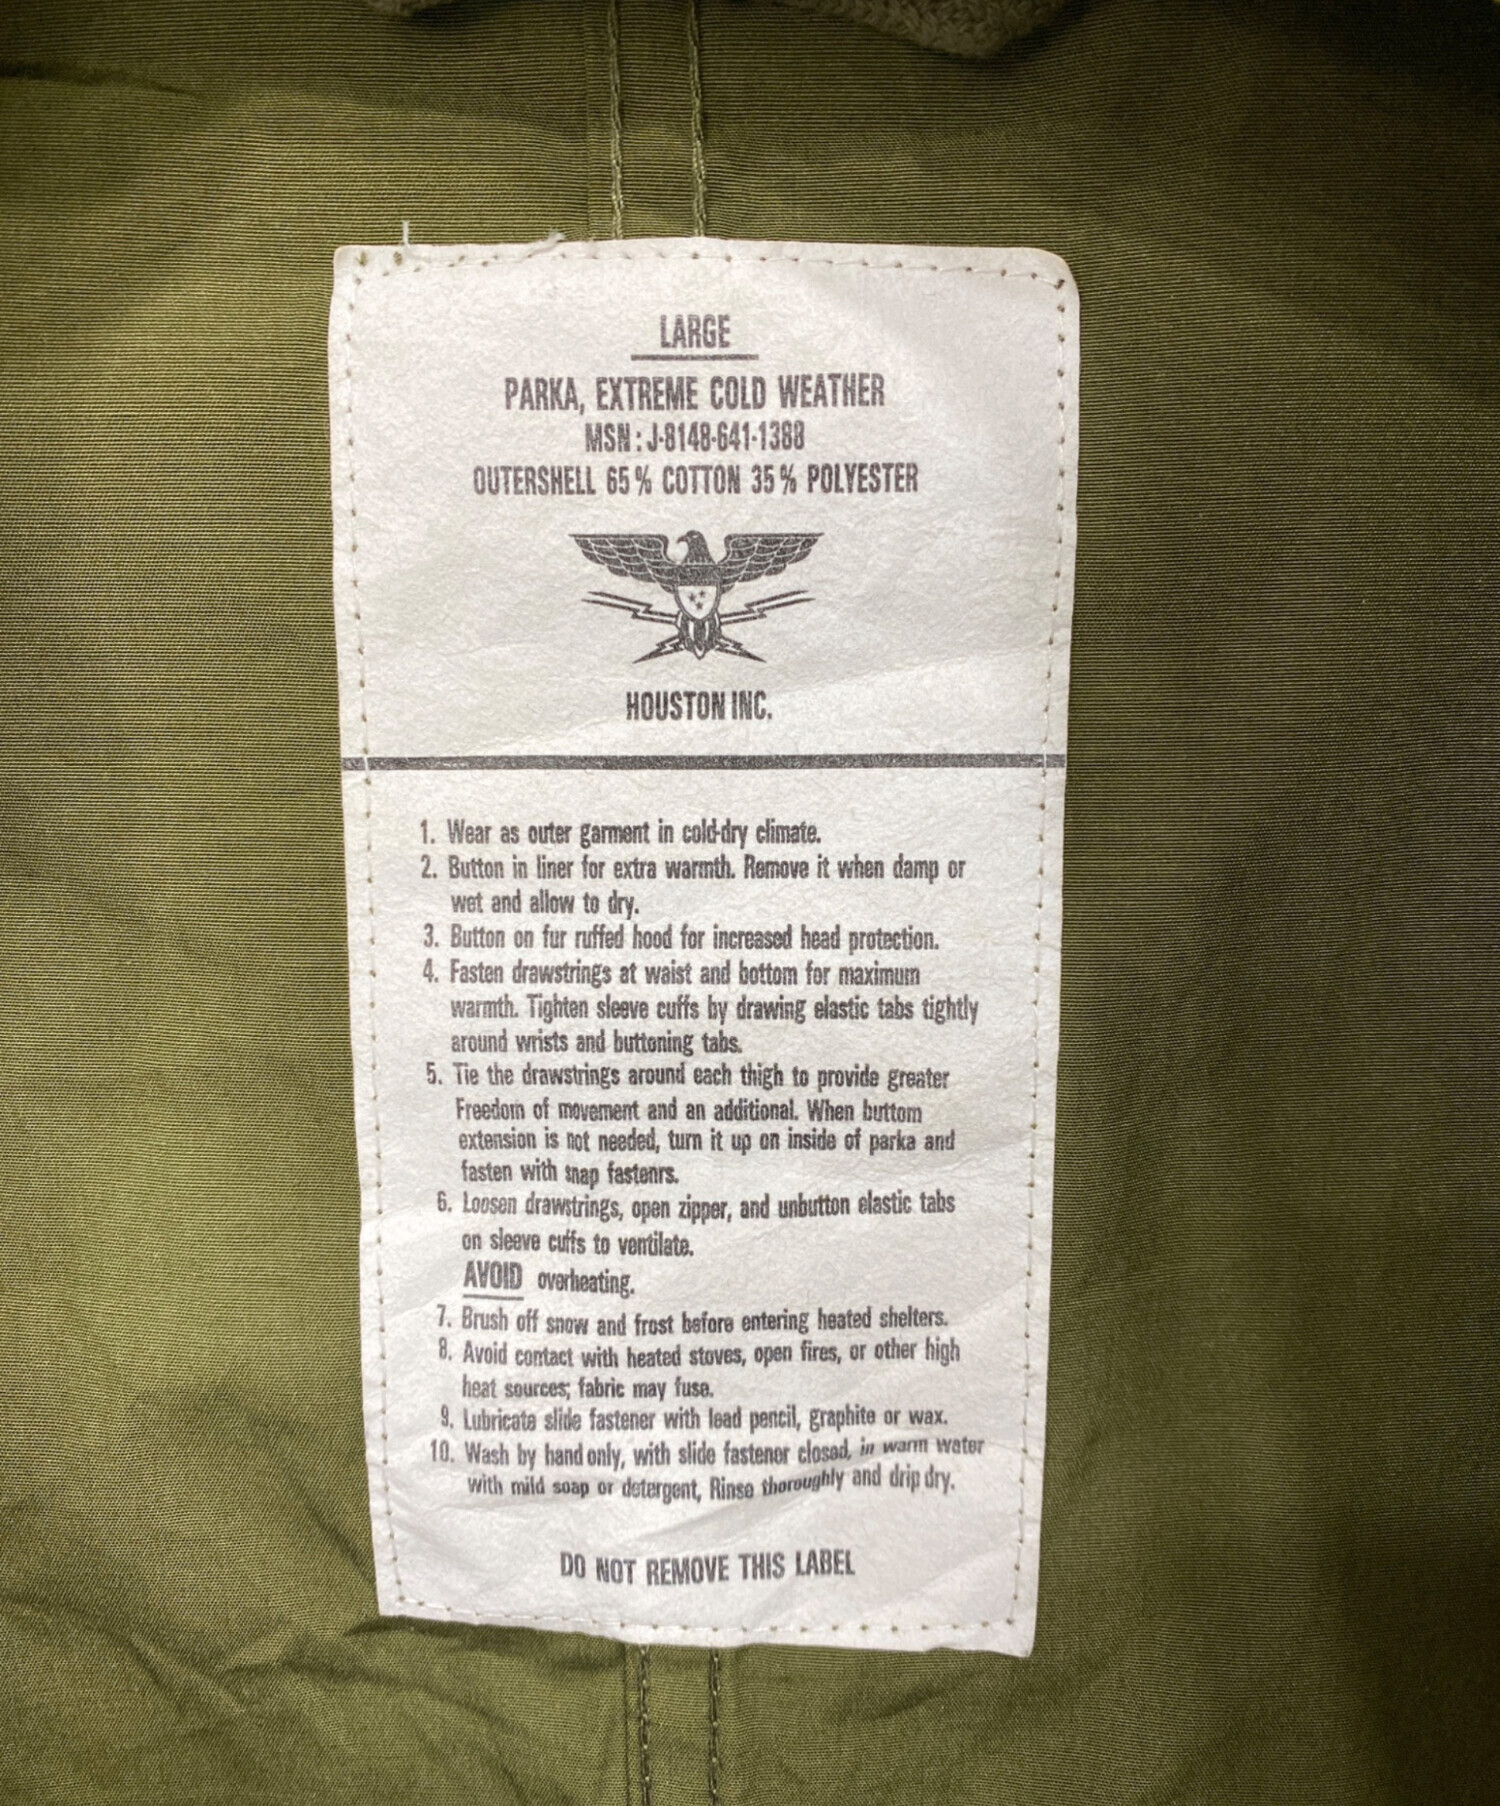 LARGE
PARKA, EXTREME COLD WEATHER
MSN : J-8148-641-1388
OUTERSHELL 65% COTTON 35% POLYESTER
HOUSTON INC.
1. Wear as outer garment in cold-dry climate.
2. Button in liner for extra warmth. Remove it when damp or
wet and allow to dry.
3. Button on fur ruffed hood for increased head protection.
4. Fasten drawstrings at waist and bottom for maximum
warmth. Tighten sleeve cuffs by drawing elastic tabs tightly
around wrists and buttoning tabs.
5. Tie the drawstrings around each thigh to provide greater
Freedom of movement and an additional. When buttom
extension is not needed, turn it up on inside of parka and
fasten with snap fastenrs.
6. Loosen drawstrings, open zipper, and unbutton elastic tabs
on sleeve cuffs to ventilate.
AVOID overheating.
7. Brush off snow and frost before entering heated shelters.
8. Avoid contact with heated stoves, open fires, or other high
heat sources; fabric may fuse.
9. Lubricate slide fastener with lead pencil, graphite or wax.
10. Wash by hand only, with slide fastener closed, in warm water
with mild soap or detergent, Rinse thoroughly and drip dry.
DO NOT REMOVE THIS LABEL